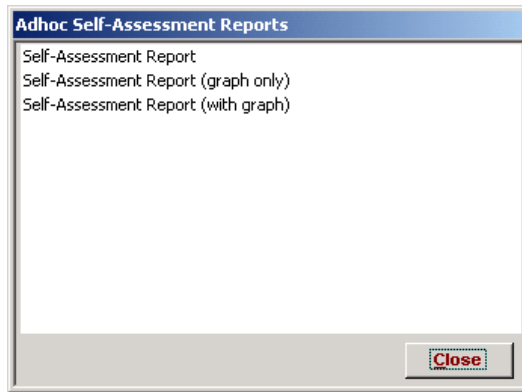 Adhoc Self-Assessment Reports
Self-Assessment Report
Self-Assessment Report (graph only)
Self-Assessment Report (with graph)
Close